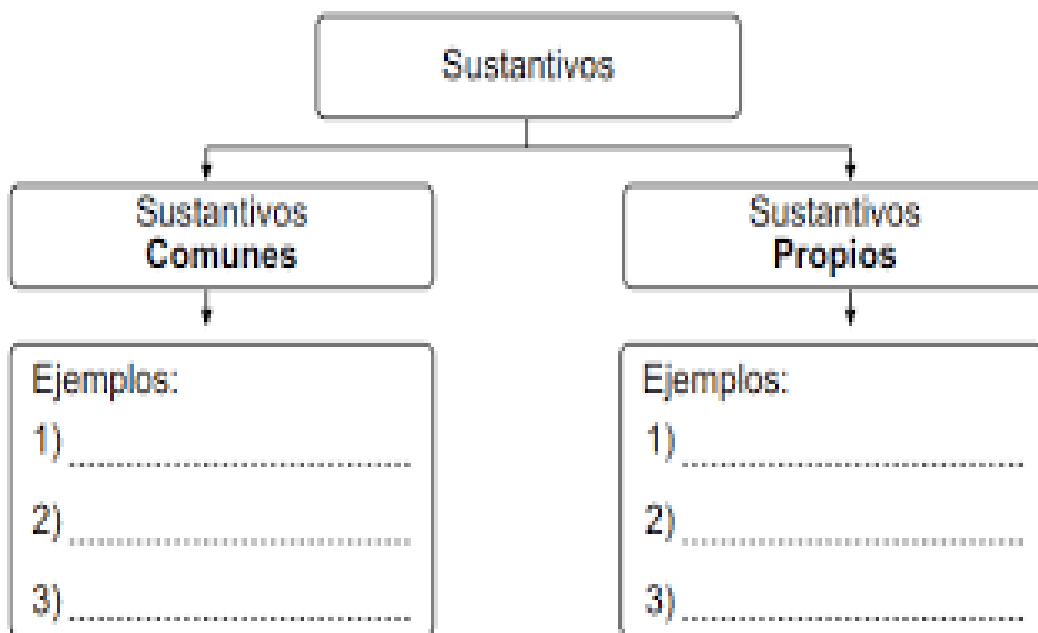 Sustantivos
Sustantivos
Comunes
Sustantivos
Propios
Ejemplos:
1)
2)
3)
Ejemplos:
1)
2)
3)